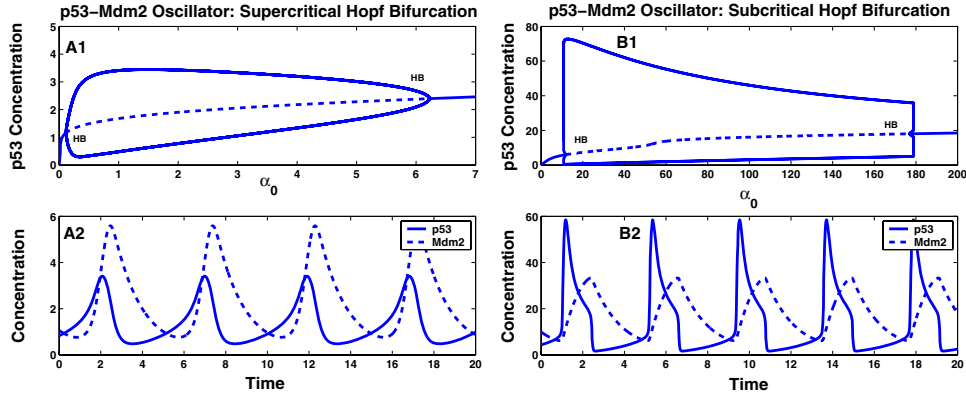 p53-Mdm2 Oscillator: Supercritical Hopf Bifurcation
A1
p53 Concentration
5
4
3
2
1
0
HB
HB
0 1 2 3 4 5 6 7
α0
p53-Mdm2 Oscillator: Subcritical Hopf Bifurcation
B1
p53 Concentration
80
60
40
20
0
HB
HB
0 20 40 60 80 100 120 140 160 180 200
α0
A2
Concentration
6
4
2
0
p53
Mdm2
0 2 4 6 8 10 12 14 16 18 20
Time
B2
Concentration
60
40
20
0
p53
Mdm2
0 2 4 6 8 10 12 14 16 18 20
Time